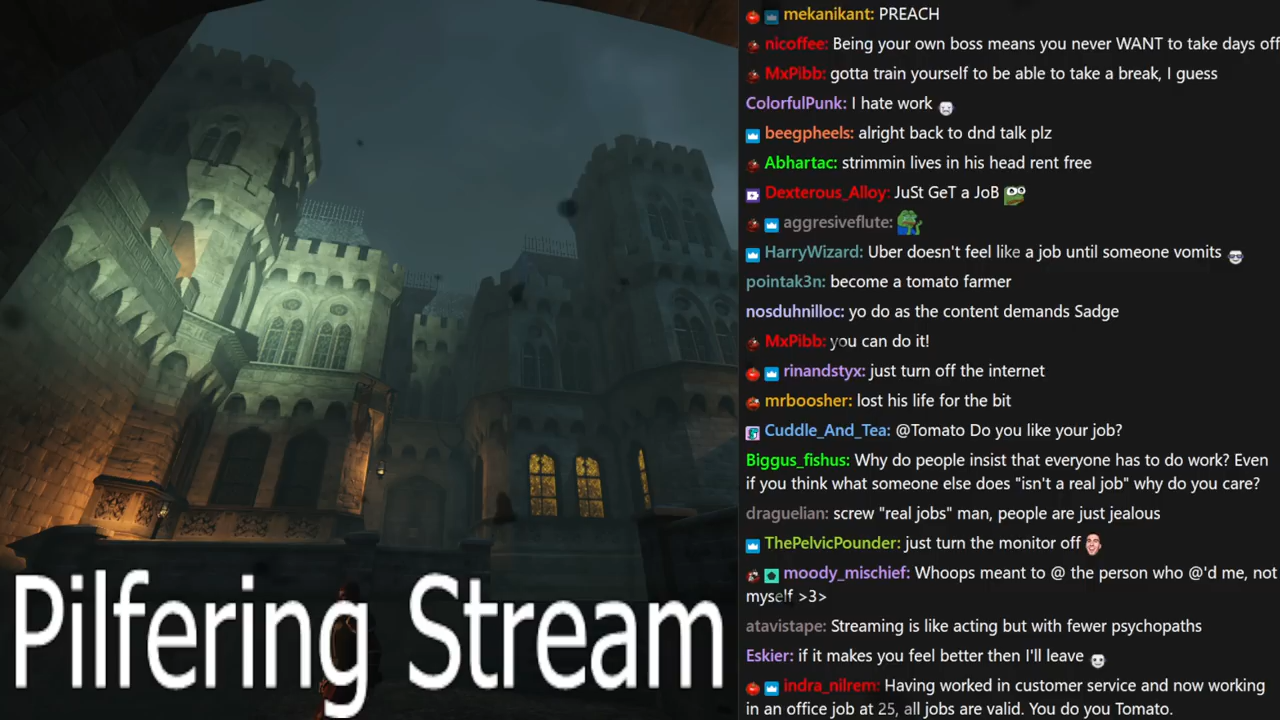 mekanikant: PREACH
nicoffee: Being your own boss means you never WANT to take days off
MxPibb: gotta train yourself to be able to take a break, I guess
ColorfulPunk: I hate work
beegpheels: alright back to dnd talk plz
Abhartac: strimmin lives in his head rent free
Dexterous_Alloy: JuSt GeT a JoB
aggresiveflute:
HarryWizard: Uber doesn't feel like a job until someone vomits
pointak3n: become a tomato farmer
nosduhnilloc: yo do as the content demands Sadge
MxPibb: you can do it!
rinandstyx: just turn off the internet
mrboosher: lost his life for the bit
Cuddle_And_Tea: @Tomato Do you like your job?
Biggus_fishus: Why do people insist that everyone has to do work? Even
if you think what someone else does "isn't a real job" why do you care?
draguelian: screw "real jobs" man, people are just jealous
ThePelvicPounder: just turn the monitor off
moody_mischief: Whoops meant to @ the person who @'d me, not
myself >3>
atavistape: Streaming is like acting but with fewer psychopaths
Eskier: if it makes you feel better then I'll leave
indra_nilrem: Having worked in customer service and now working
in an office job at 25, all jobs are valid. You do you Tomato.
Pilfering Stream